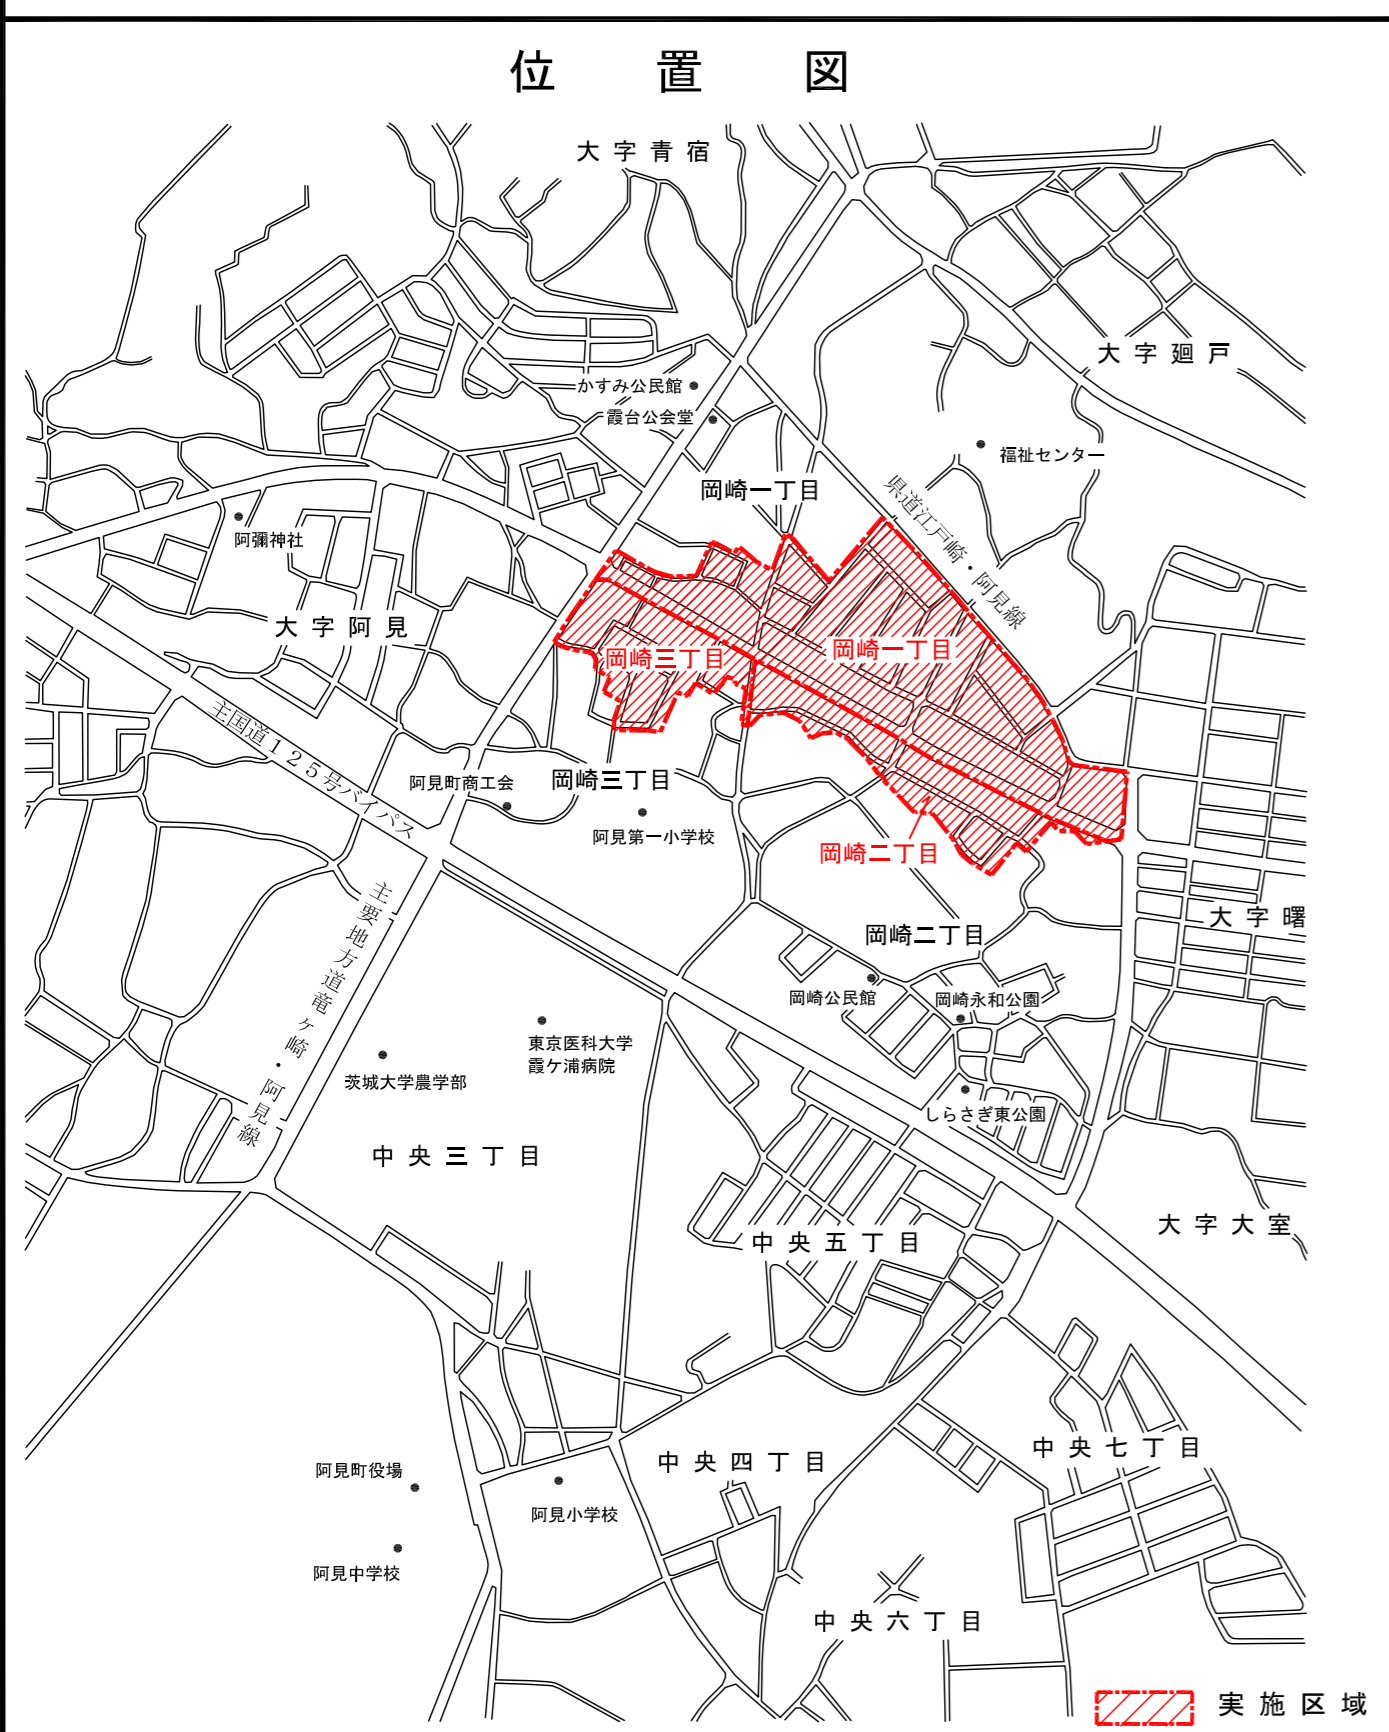 位置図
大字青宿
大字廻戸
かすみ公民館
霞台公会堂
福祉センター
岡崎一丁目
県道江戸崎・阿見線
阿彌神社
大字阿見
岡崎三丁目
岡崎一丁目
主国道125号バイパス
阿見町商工会
岡崎三丁目
阿見第一小学校
岡崎二丁目
主要地方道竜ヶ崎・阿見線
大字曙
岡崎二丁目
岡崎公民館
岡崎永和公園
東京医科大学
霞ケ浦病院
茨城大学農学部
しらさぎ東公園
中央三丁目
大字大室
中央五丁目
中央七丁目
中央四丁目
阿見町役場
阿見小学校
阿見中学校
中央六丁目
実施区域